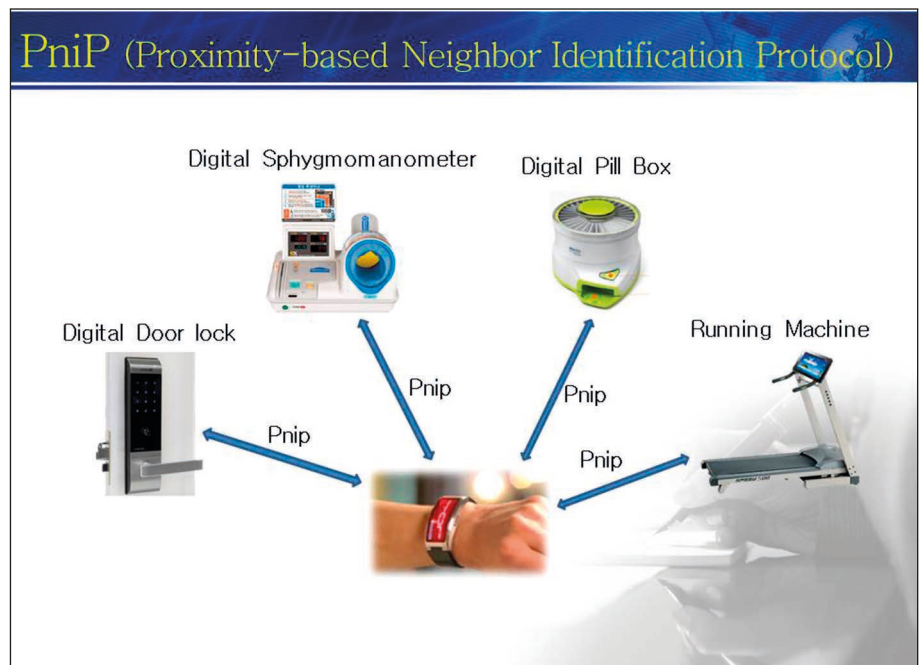 PniP (Proximity-based Neighbor Identification Protocol)
Digital Sphygmomanometer
Digital Pill Box
Digital Door lock
Running Machine
Pnip
Pnip
Pnip
Pnip